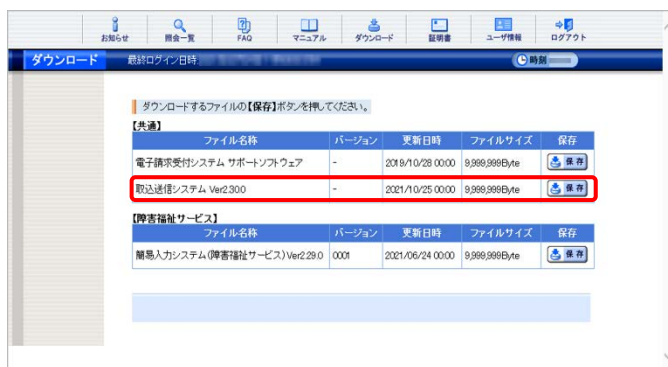 お知らせ 照会一覧 FAQ マニュアル ダウンロード 証明書 ユーザ情報 ログアウト
ダウンロード 最終ログイン日時: 時刻
ダウンロードするファイルの【保存】ボタンを押してください。
【共通】
ファイル名称 バージョン 更新日時 ファイルサイズ 保存
電子請求受付システム サポートソフトウェア - 2019/10/28 00:00 9,999,999Byte 保存
取込送信システム Ver2.30.0 - 2021/10/25 00:00 9,999,999Byte 保存
【障害福祉サービス】
ファイル名称 バージョン 更新日時 ファイルサイズ 保存
簡易入力システム(障害福祉サービス)Ver2.29.0 0001 2021/06/24 00:00 9,999,999Byte 保存